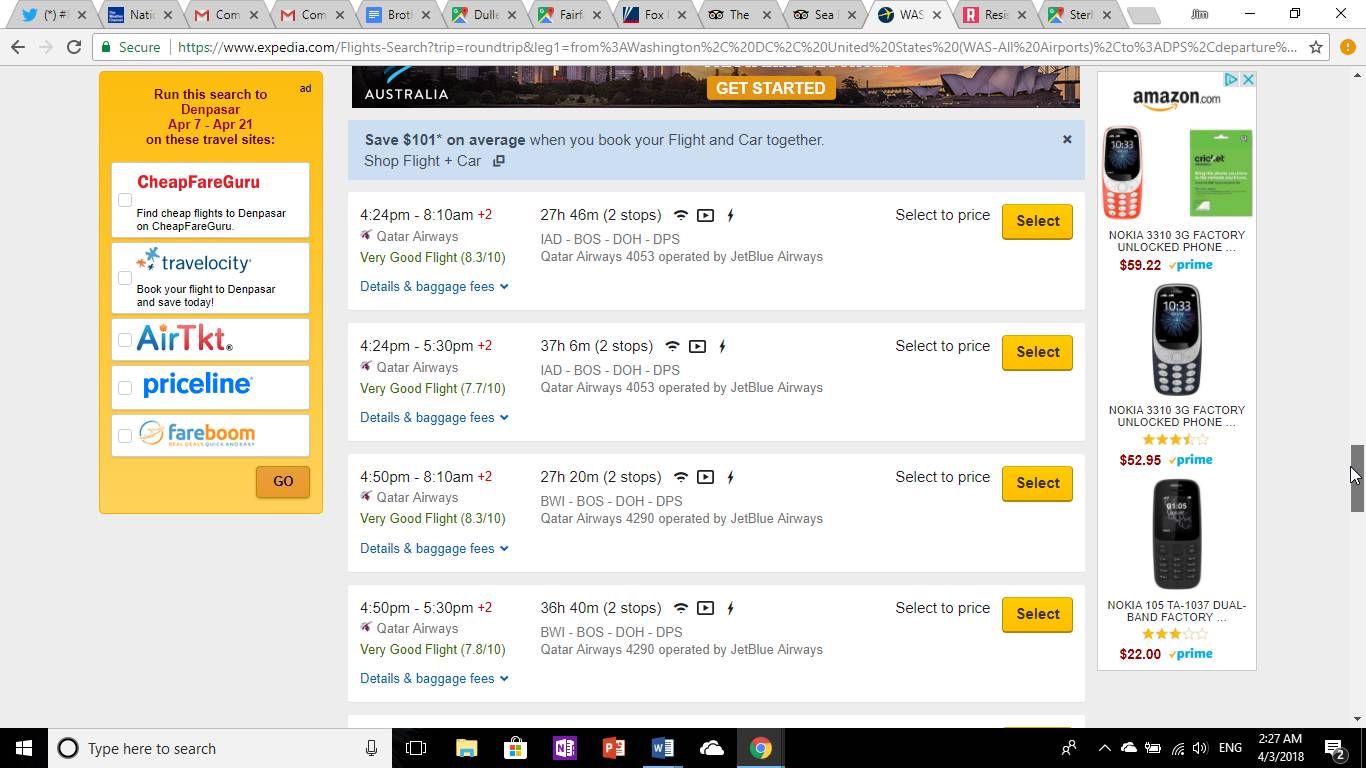 (*) #
Nati
Com
Com
Brotl
Dulle
Fairfa
Fox
The
Sea
WAS
Resis
Sterl
Jim
Secure
https://www.expedia.com/Flights-Search?trip=roundtrip&leg1=from%3AWashington%2C%20DC%2C%20United%20States%20(WAS-All%20Airports)%2Cto%3ADPS%2Cdeparture%...
ad
Run this search to
Denpasar
Apr 7 - Apr 21
on these travel sites:
CheapFareGuru
Find cheap flights to Denpasar
on CheapFareGuru.
travelocity
Book your flight to Denpasar
and save today!
AirTkt®
priceline
fareboom
REAL DEALS QUICK AND EASY
GO
AUSTRALIA
GET STARTED
Save $101* on average when you book your Flight and Car together.
Shop Flight + Car
4:24pm - 8:10am +2
Qatar Airways
Very Good Flight (8.3/10)
Details & baggage fees
27h 46m (2 stops)
IAD - BOS - DOH - DPS
Qatar Airways 4053 operated by JetBlue Airways
Select to price
Select
4:24pm - 5:30pm +2
Qatar Airways
Very Good Flight (7.7/10)
Details & baggage fees
37h 6m (2 stops)
IAD - BOS - DOH - DPS
Qatar Airways 4053 operated by JetBlue Airways
Select to price
Select
4:50pm - 8:10am +2
Qatar Airways
Very Good Flight (8.3/10)
Details & baggage fees
27h 20m (2 stops)
BWI - BOS - DOH - DPS
Qatar Airways 4290 operated by JetBlue Airways
Select to price
Select
4:50pm - 5:30pm +2
Qatar Airways
Very Good Flight (7.8/10)
Details & baggage fees
36h 40m (2 stops)
BWI - BOS - DOH - DPS
Qatar Airways 4290 operated by JetBlue Airways
Select to price
Select
amazon.com
10:33
cricket
NOKIA 3310 3G FACTORY
UNLOCKED PHONE ...
$59.22 prime
10:33
NOKIA 3310 3G FACTORY
UNLOCKED PHONE ...
$52.95 prime
01:05
NOKIA 105 TA-1037 DUAL-
BAND FACTORY ...
$22.00 prime
Type here to search
ENG
2:27 AM
4/3/2018
2